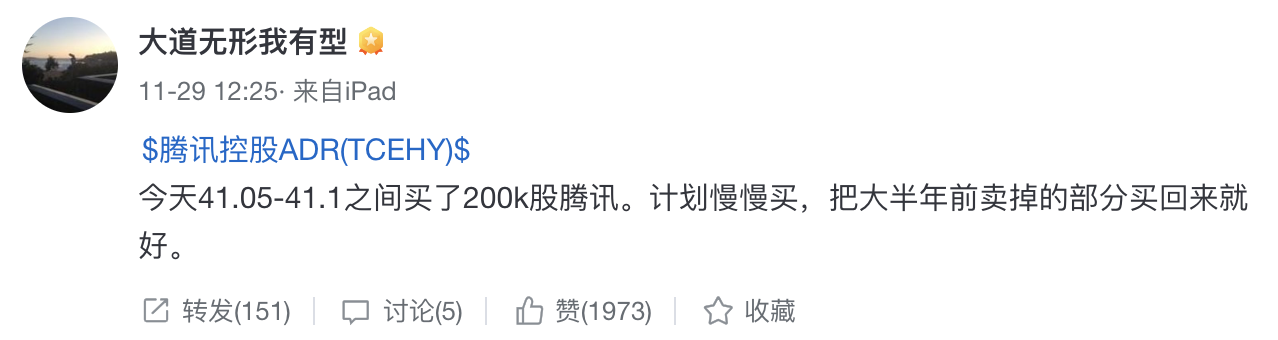 大道无形我有型
11-29 12:25· 来自iPad
$腾讯控股ADR(TCEHY)$
今天41.05-41.1之间买了200k股腾讯。计划慢慢买，把大半年前卖掉的部分买回来就
好。
转发(151) 讨论(5) 赞(1973) 收藏